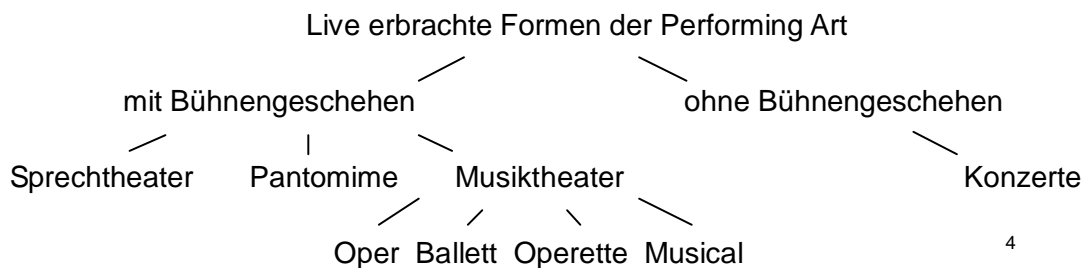 Live erbrachte Formen der Performing Art
mit Bühnengeschehen ohne Bühnengeschehen
Sprechtheater Pantomime Musiktheater Konzerte
Oper Ballett Operette Musical
4